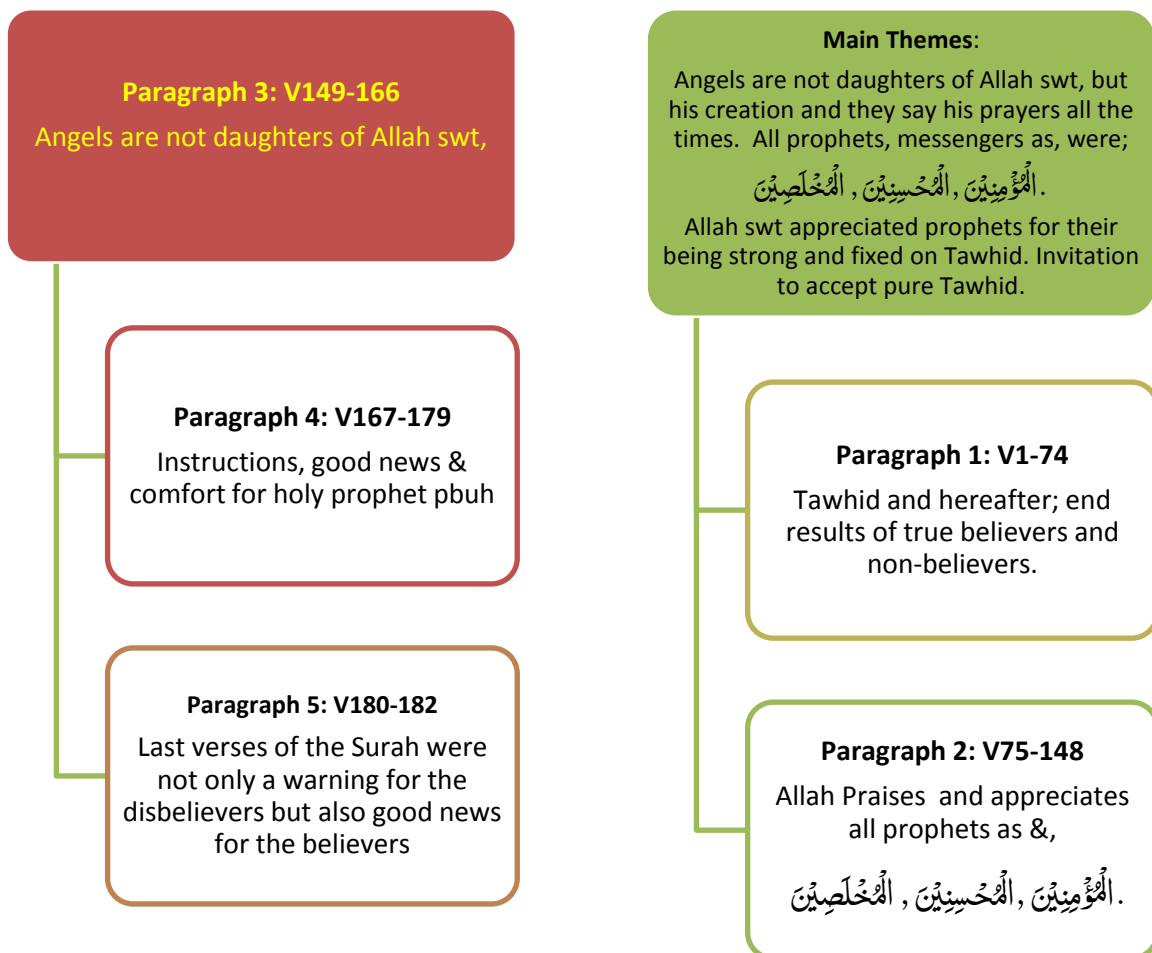 Main Themes:
Angels are not daughters of Allah swt, but
his creation and they say his prayers all the
times. All prophets, messengers as, were;
الْمُؤْمِنِيْنَ ,الْمُحْسِنِيْنَ , الْمُخْلَصِيْنَ.
Allah swt appreciated prophets for their
being strong and fixed on Tawhid. Invitation
to accept pure Tawhid.
Paragraph 1: V1-74
Tawhid and hereafter; end
results of true believers and
non-believers.
Paragraph 2: V75-148
Allah Praises and appreciates
all prophets as &,
الْمُؤْمِنِيْنَ ,الْمُحْسِنِيْنَ , الْمُخْلَصِيْنَ.
Paragraph 3: V149-166
Angels are not daughters of Allah swt,
Paragraph 4: V167-179
Instructions, good news &
comfort for holy prophet pbuh
Paragraph 5: V180-182
Last verses of the Surah were
not only a warning for the
disbelievers but also good news
for the believers